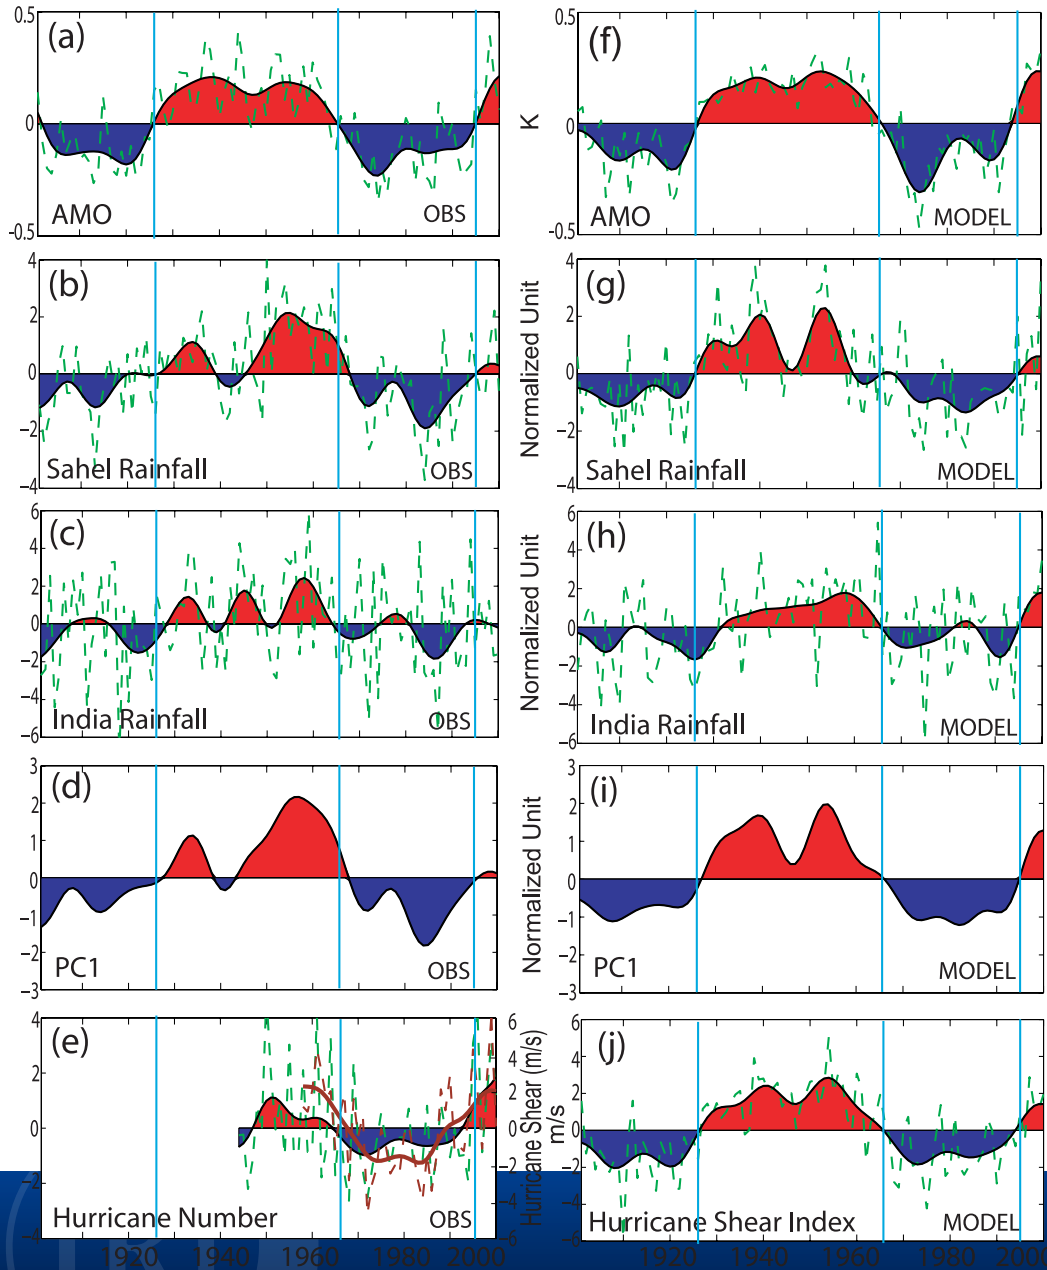 0.5
(a)
0
-0.5
AMO
OBS
0.5
(f)
K
0
-0.5
AMO
MODEL
4
(b)
2
0
−2
−4
Sahel Rainfall
OBS
4
(g)
Normalized Unit
2
0
−2
−4
Sahel Rainfall
MODEL
6
(c)
4
2
0
−2
−4
−6
India Rainfall
OBS
6
(h)
Normalized Unit
4
2
0
−2
−4
−6
India Rainfall
MODEL
3
(d)
2
1
0
−1
−2
−3
PC1
OBS
3
(i)
Normalized Unit
2
1
0
−1
−2
−3
PC1
MODEL
4
(e)
2
0
−2
−4
Hurricane Number
OBS
6
4
2
0
−2
−4
−6
Hurricane Shear (m/s)
1920 1940 1960 1980 2000
6
(j)
m/s
4
2
0
−2
−4
−6
Hurricane Shear Index
MODEL
1920 1940 1960 1980 2000